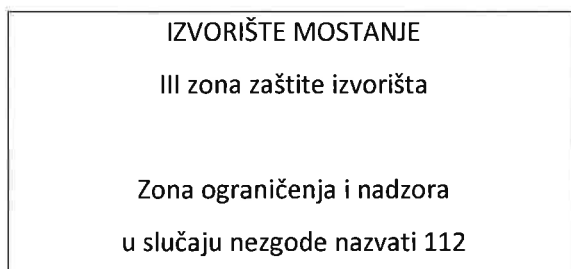 IZVORIŠTE MOSTANJE
III zona zaštite izvorišta
Zona ograničenja i nadzora
u slučaju nezgode nazvati 112